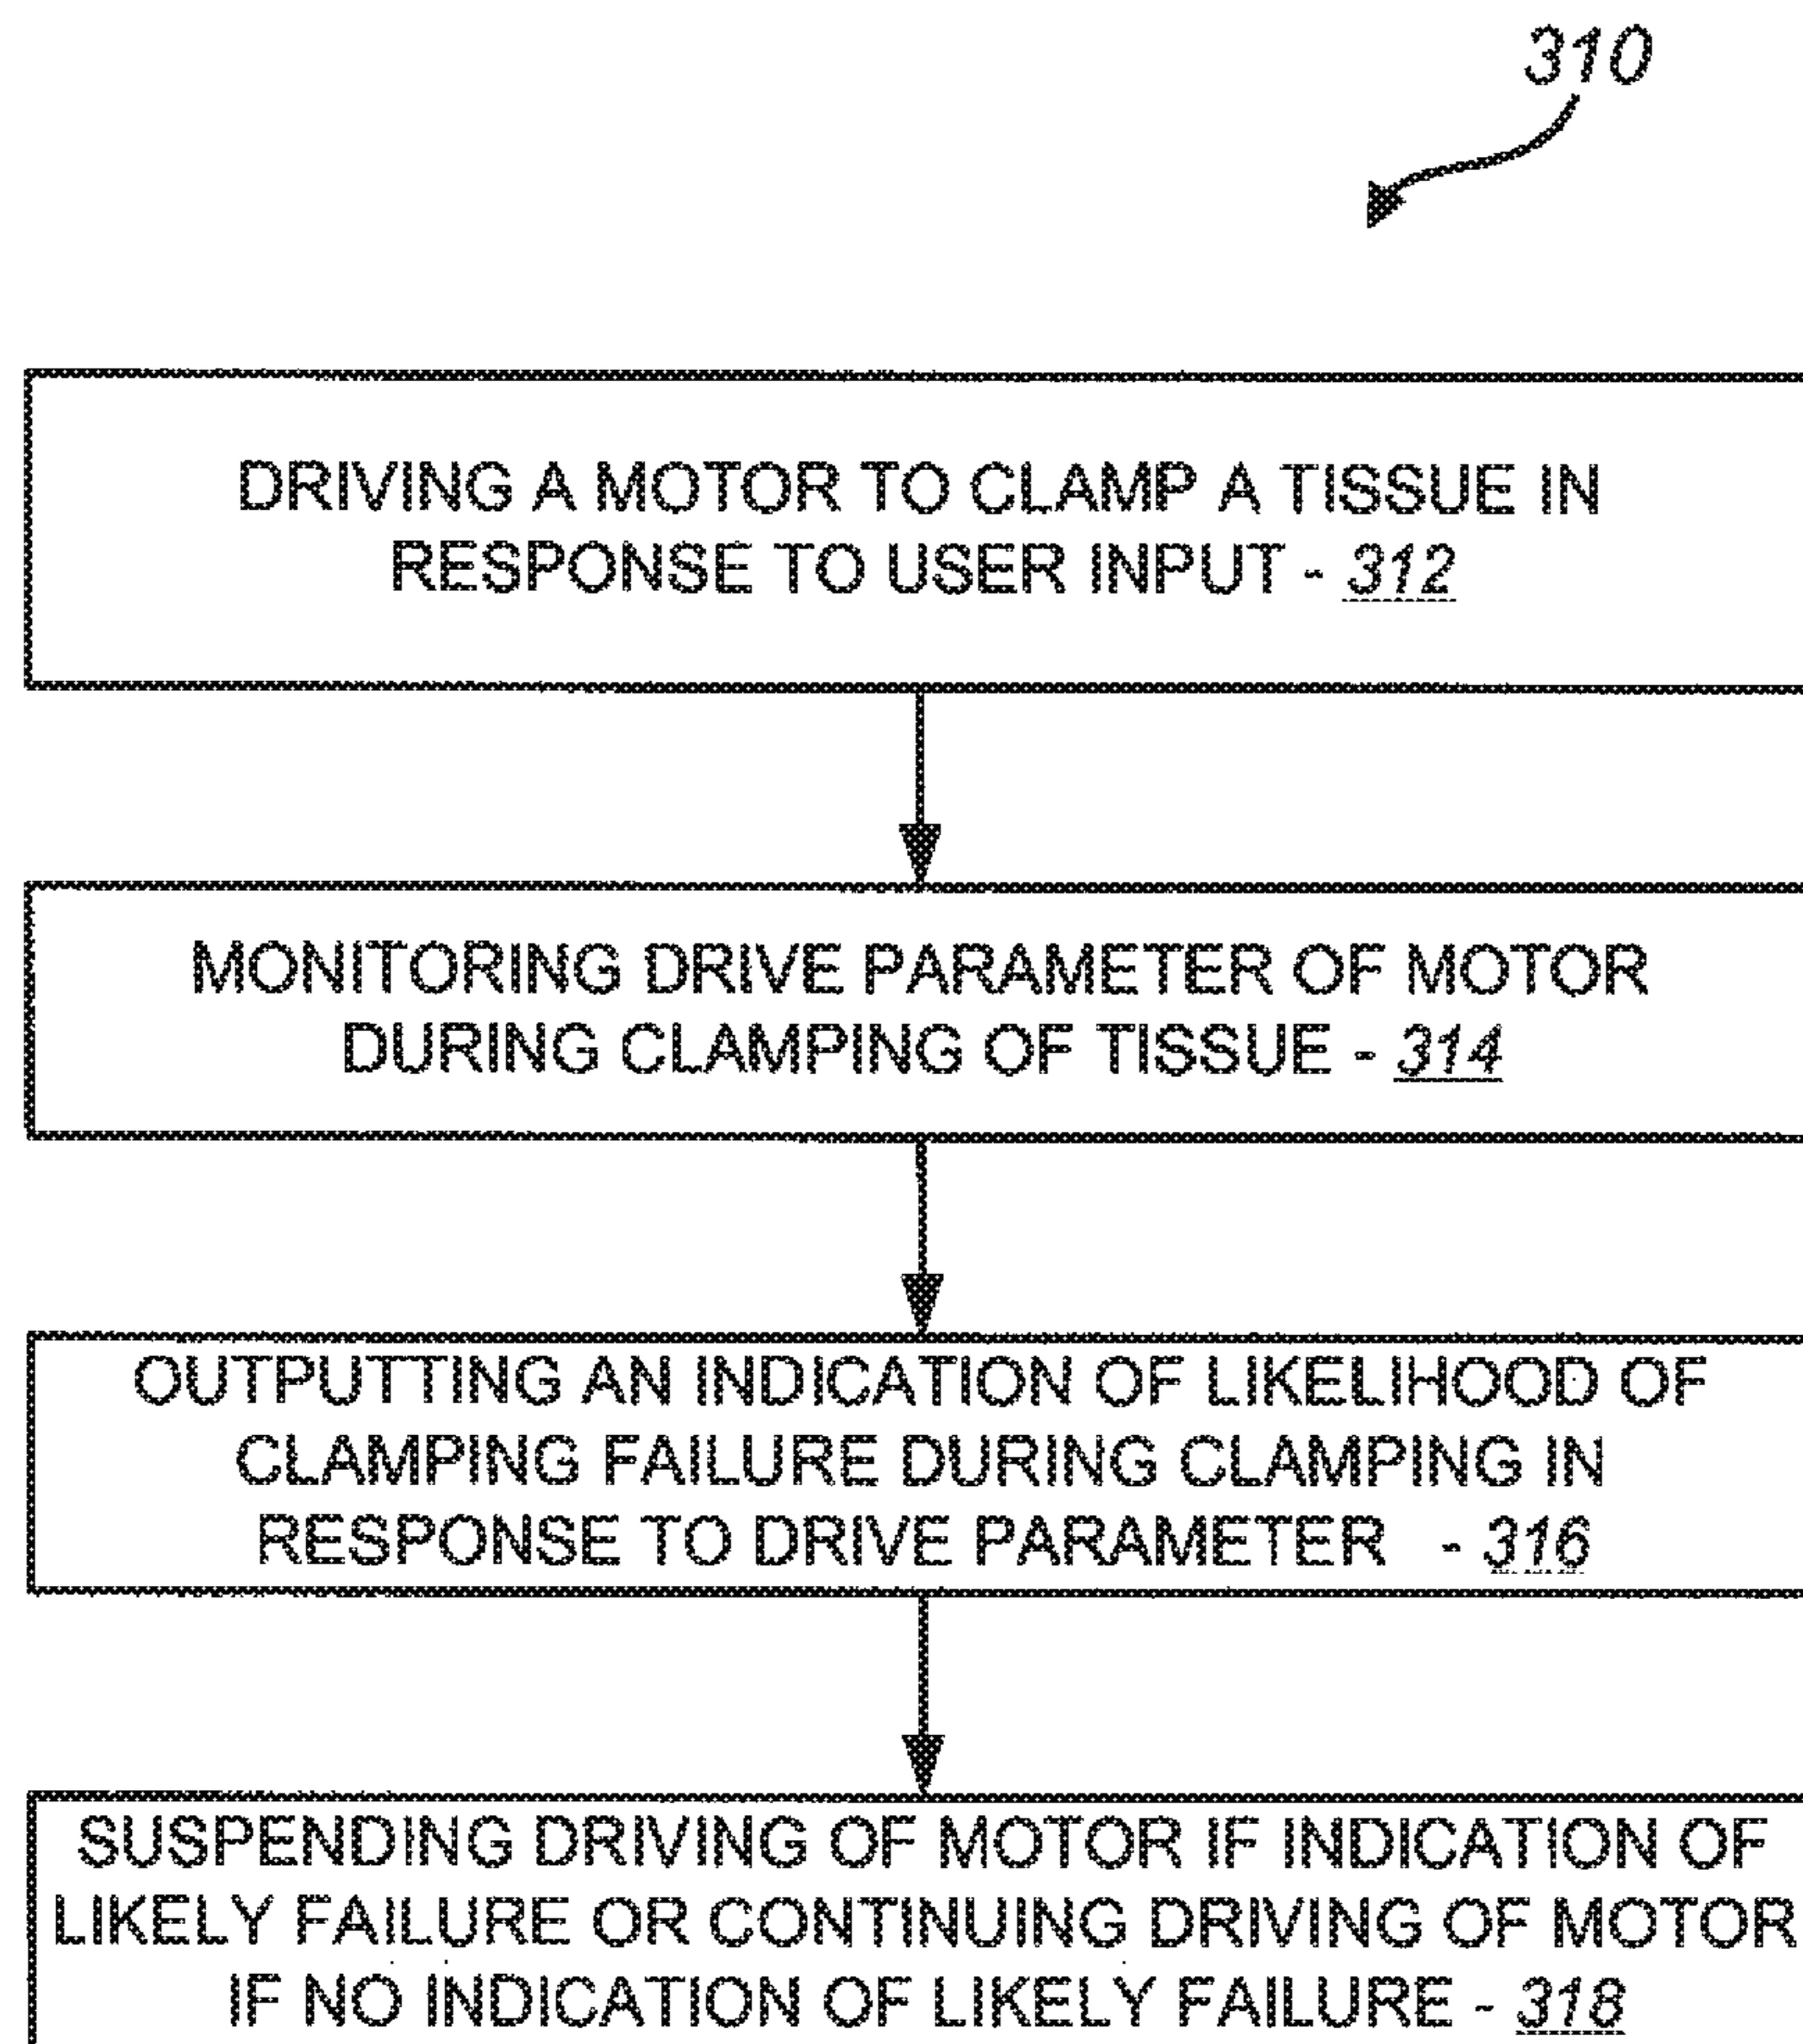 310
DRIVING A MOTOR TO CLAMP A TISSUE IN
RESPONSE TO USER INPUT - 312
MONITORING DRIVE PARAMETER OF MOTOR
DURING CLAMPING OF TISSUE - 314
OUTPUTTING AN INDICATION OF LIKELIHOOD OF
CLAMPING FAILURE DURING CLAMPING IN
RESPONSE TO DRIVE PARAMETER - 316
SUSPENDING DRIVING OF MOTOR IF INDICATION OF
LIKELY FAILURE OR CONTINUING DRIVING OF MOTOR
IF NO INDICATION OF LIKELY FAILURE - 318